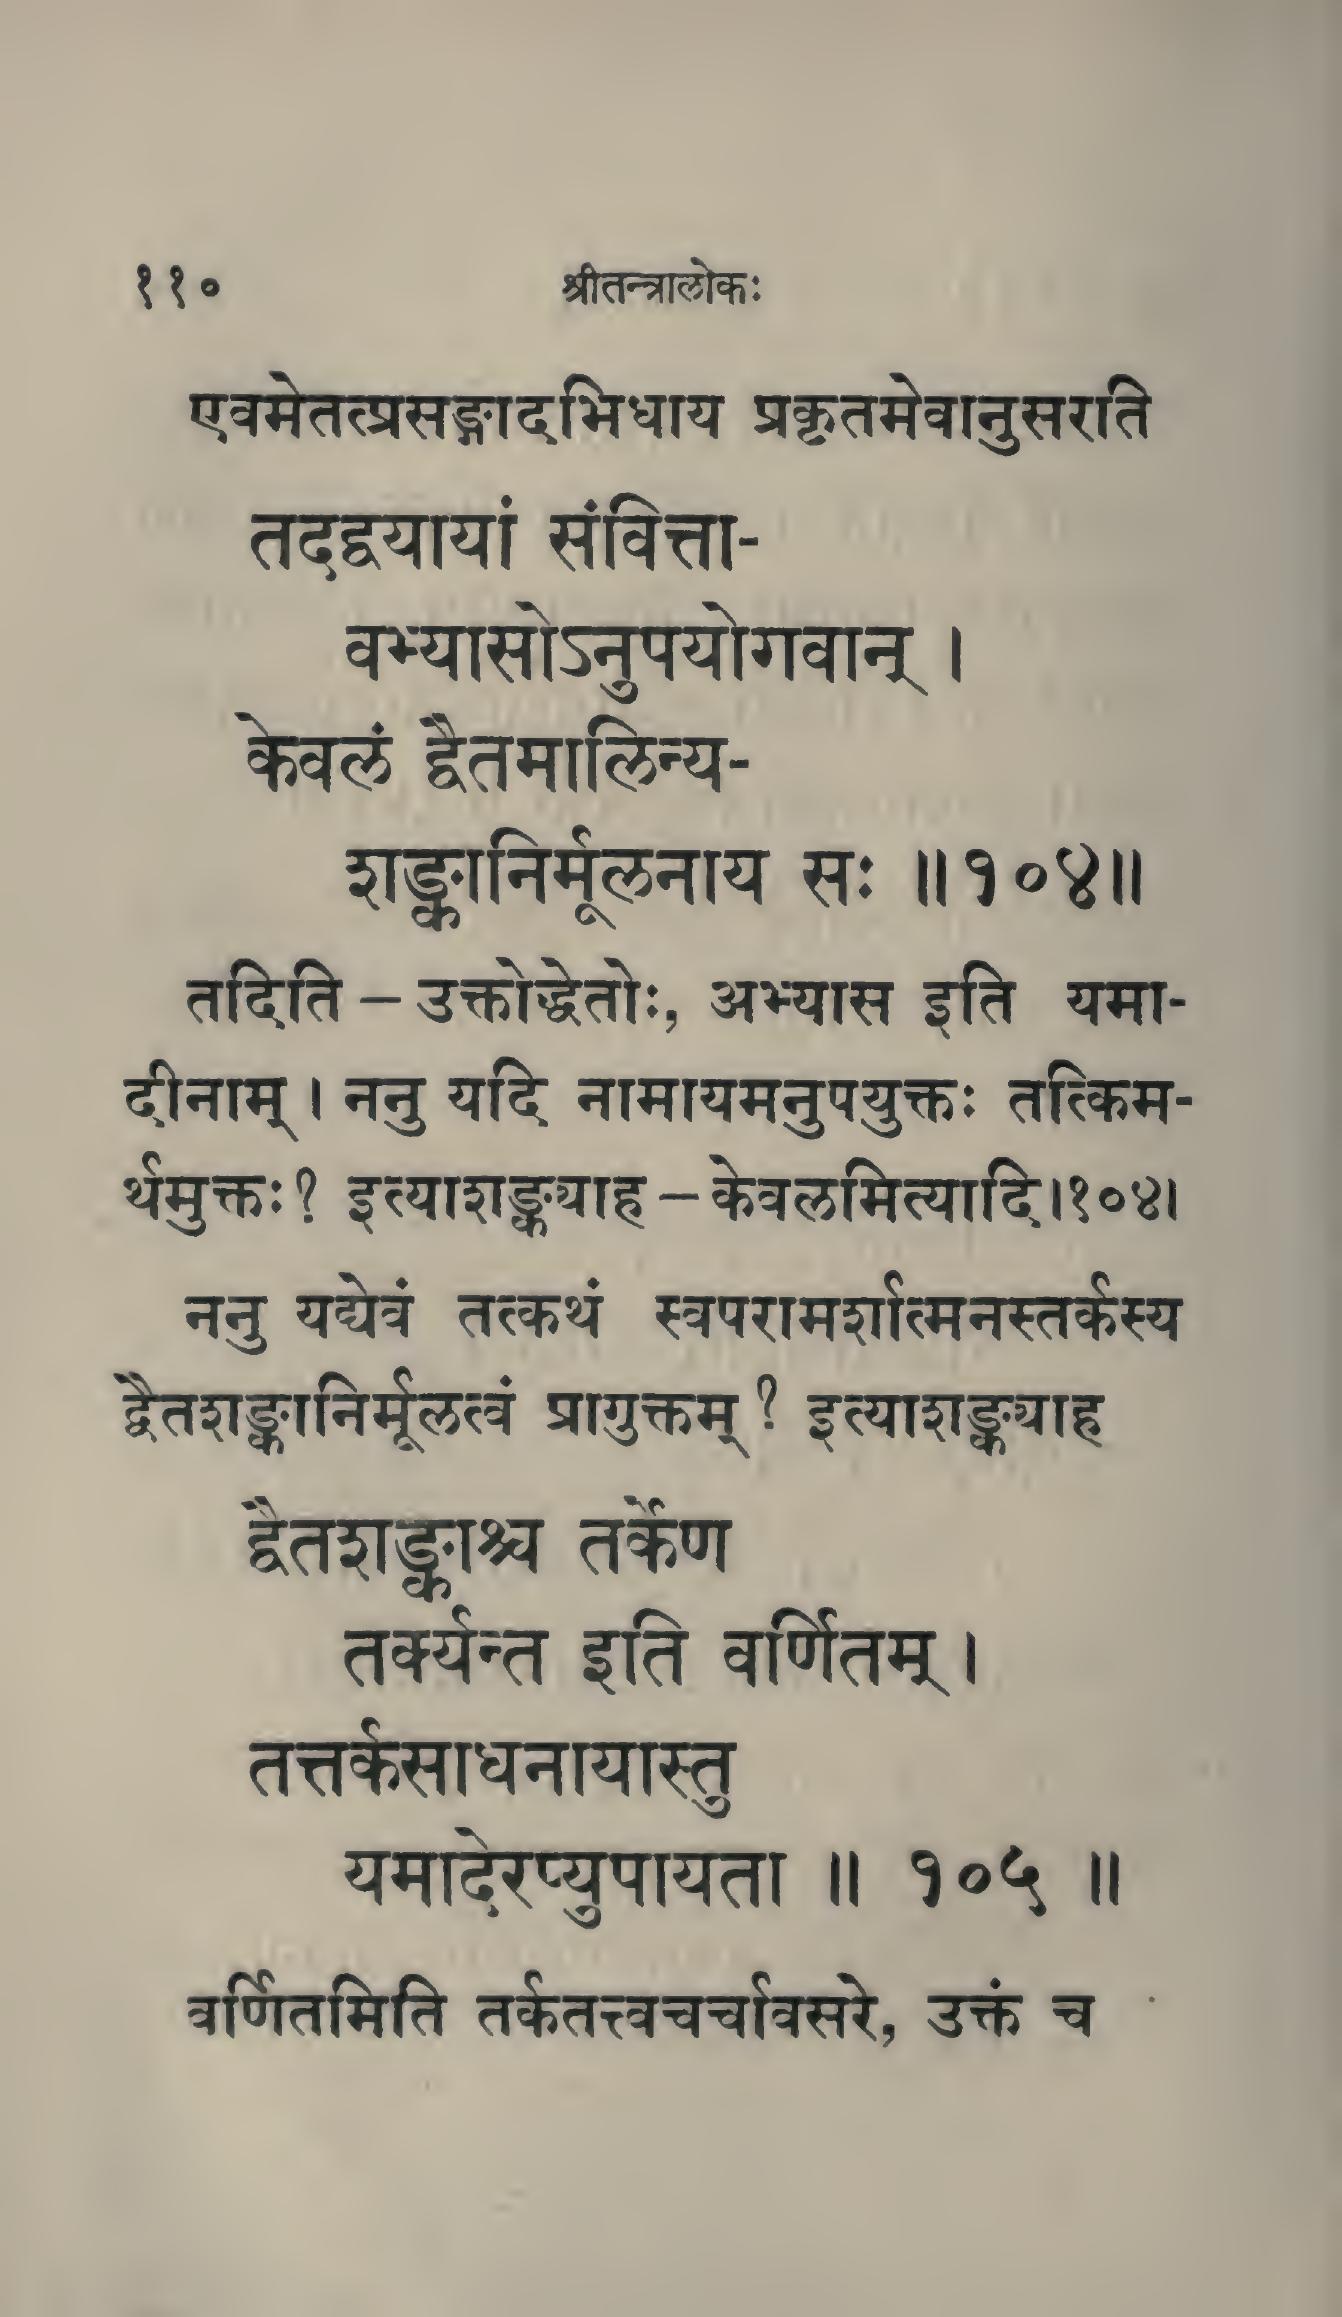 ११०
श्रीतन्त्रालोकः
एवमेतत्प्रसङ्गादभिधाय प्रकृतमेवानुसरति
तदद्वयायां संवित्ता-
वभ्यासोऽनुपयोगवान् ।
केवलं द्वैतमालिन्य-
शङ्कानिर्मूलनाय सः ॥१०४॥
तदिति – उक्तोद्धेतोः, अभ्यास इति यमा-
दीनाम् । ननु यदि नामायमनुपयुक्तः तत्किम-
र्थमुक्तः? इत्याशङ्क्याह – केवलमित्यादि।१०४।
ननु यद्येवं तत्कथं स्वपरामर्शात्मनस्तर्कस्य
द्वैतशङ्कानिर्मूलत्वं प्रागुक्तम्? इत्याशङ्क्याह
द्वैतशङ्काश्च तर्केण
तर्क्यन्त इति वर्णितम् ।
तत्तर्कसाधनायास्तु
यमादेरप्युपायता ॥ १०५ ॥
वर्णितमिति तर्कतत्त्वचर्चावसरे, उक्तं च